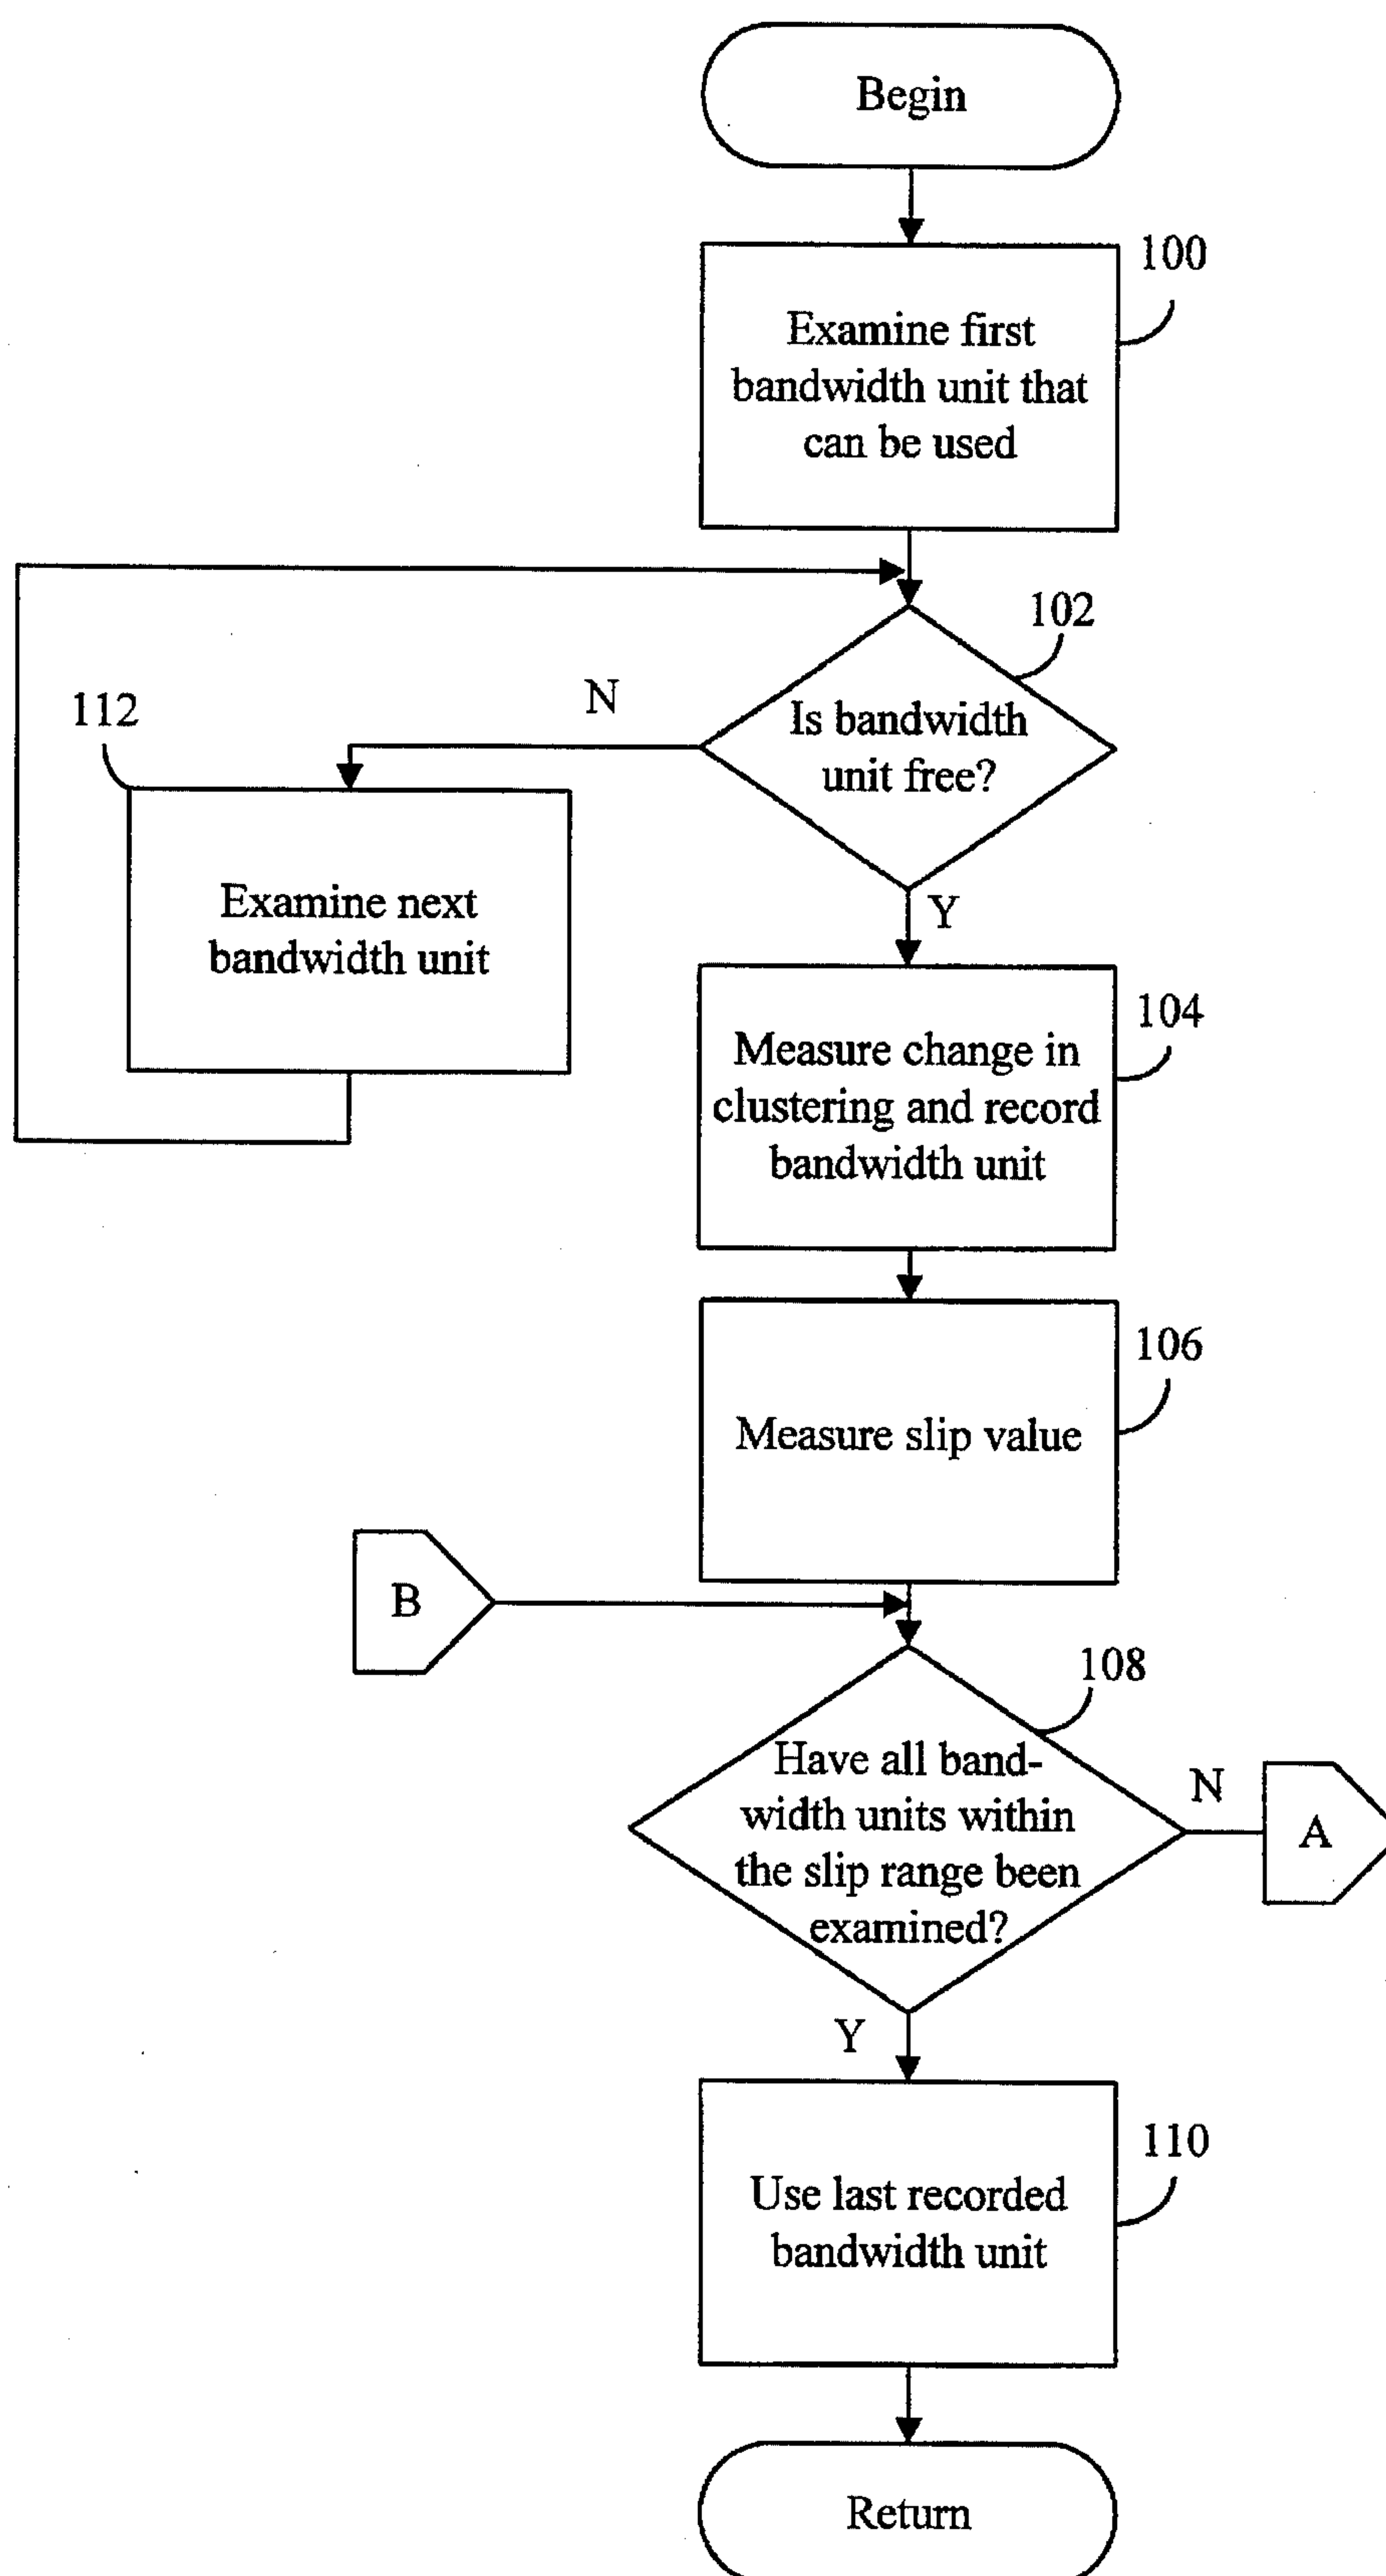 Begin
100
Examine first
bandwidth unit that
can be used
102
N
Is bandwidth
unit free?
112
Y
Examine next
bandwidth unit
104
Measure change in
clustering and record
bandwidth unit
106
Measure slip value
B
108
Have all band-
width units within
the slip range been
examined?
N
A
Y
110
Use last recorded
bandwidth unit
Return